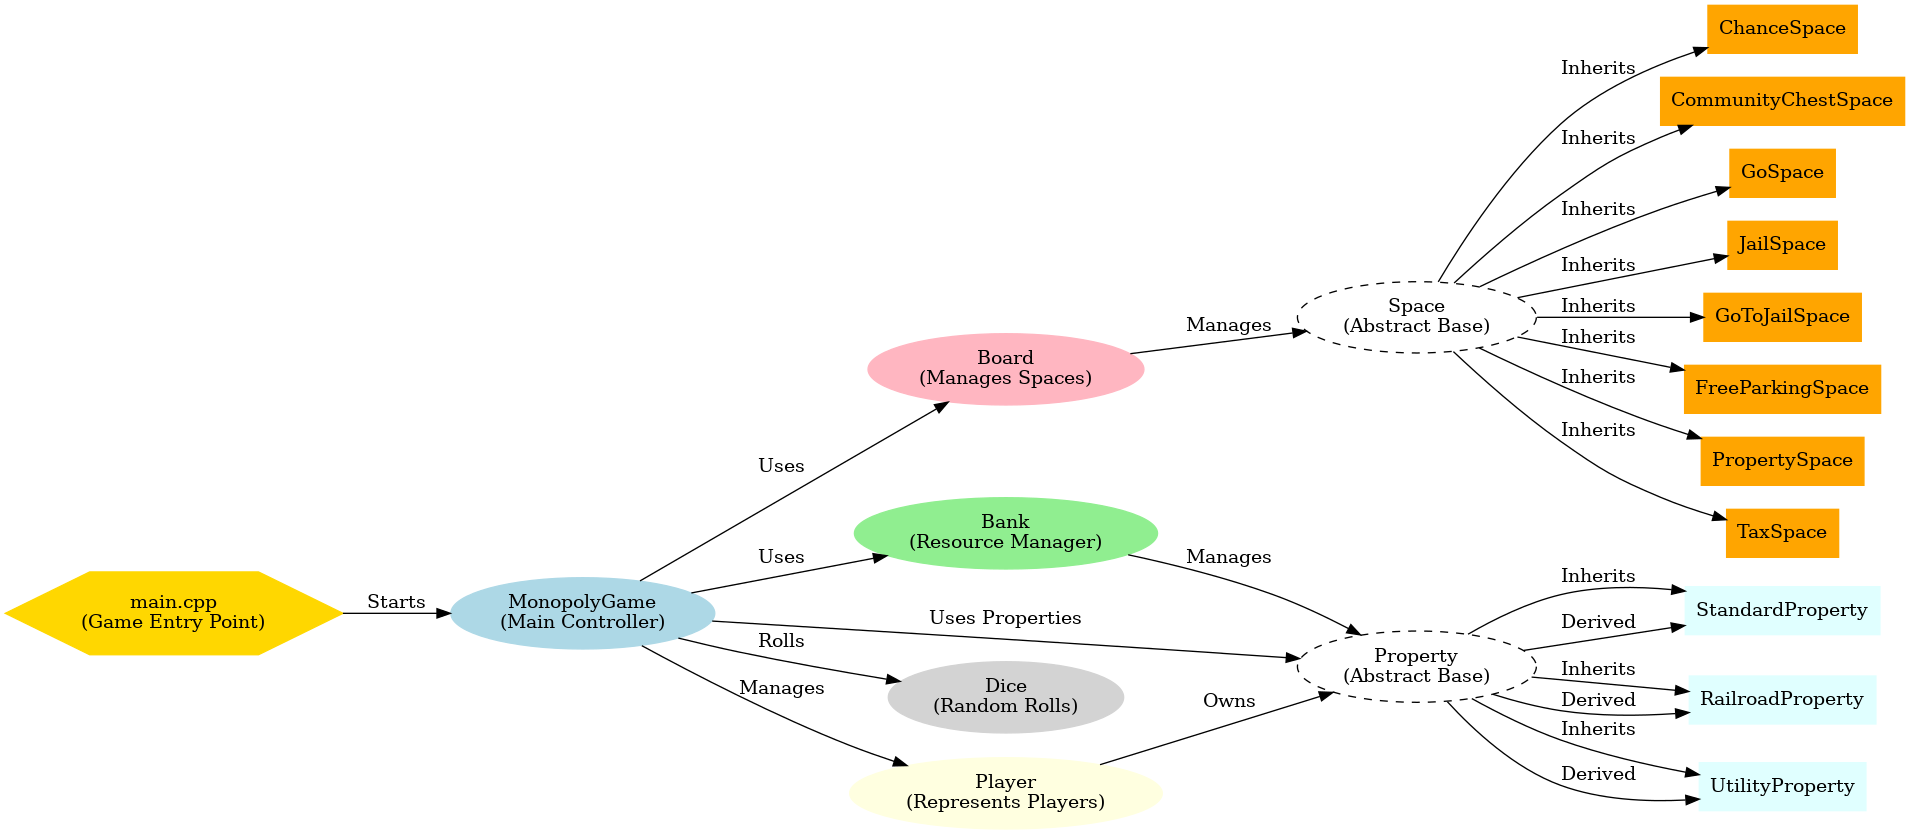 main.cpp
(Game Entry Point)
Starts
MonopolyGame
(Main Controller)
Uses
Uses
Uses Properties
Rolls
Manages
Board
(Manages Spaces)
Bank
(Resource Manager)
Dice
(Random Rolls)
Player
(Represents Players)
Manages
Manages
Owns
Space
(Abstract Base)
Property
(Abstract Base)
Inherits
Inherits
Inherits
Inherits
Inherits
Inherits
Inherits
Inherits
Inherits
Derived
Inherits
Derived
Inherits
Derived
ChanceSpace
CommunityChestSpace
GoSpace
JailSpace
GoToJailSpace
FreeParkingSpace
PropertySpace
TaxSpace
StandardProperty
RailroadProperty
UtilityProperty